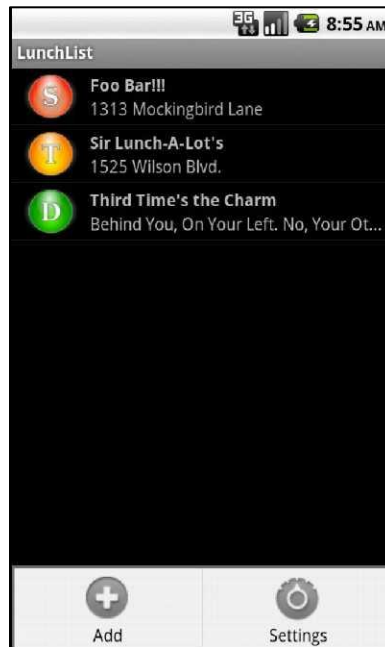 3G 8:55 AM
LunchList
S Foo Bar!!!
1313 Mockingbird Lane
T Sir Lunch-A-Lot's
1525 Wilson Blvd.
D Third Time's the Charm
Behind You, On Your Left. No, Your Ot...
Add Settings